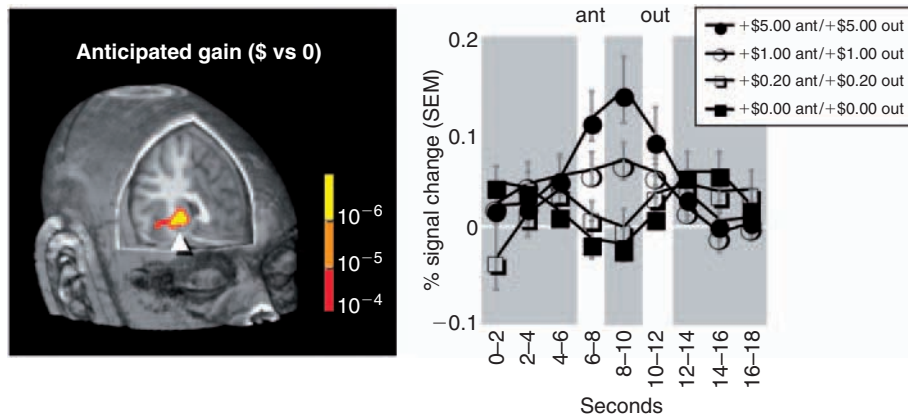 Anticipated gain ($ vs 0)
10−6
10−5
10−4
ant out
+$5.00 ant/+$5.00 out
+$1.00 ant/+$1.00 out
+$0.20 ant/+$0.20 out
+$0.00 ant/+$0.00 out
% signal change (SEM)
0.2
0.1
0
−0.1
0–2
2–4
4–6
6–8
8–10
10–12
12–14
14–16
16–18
Seconds